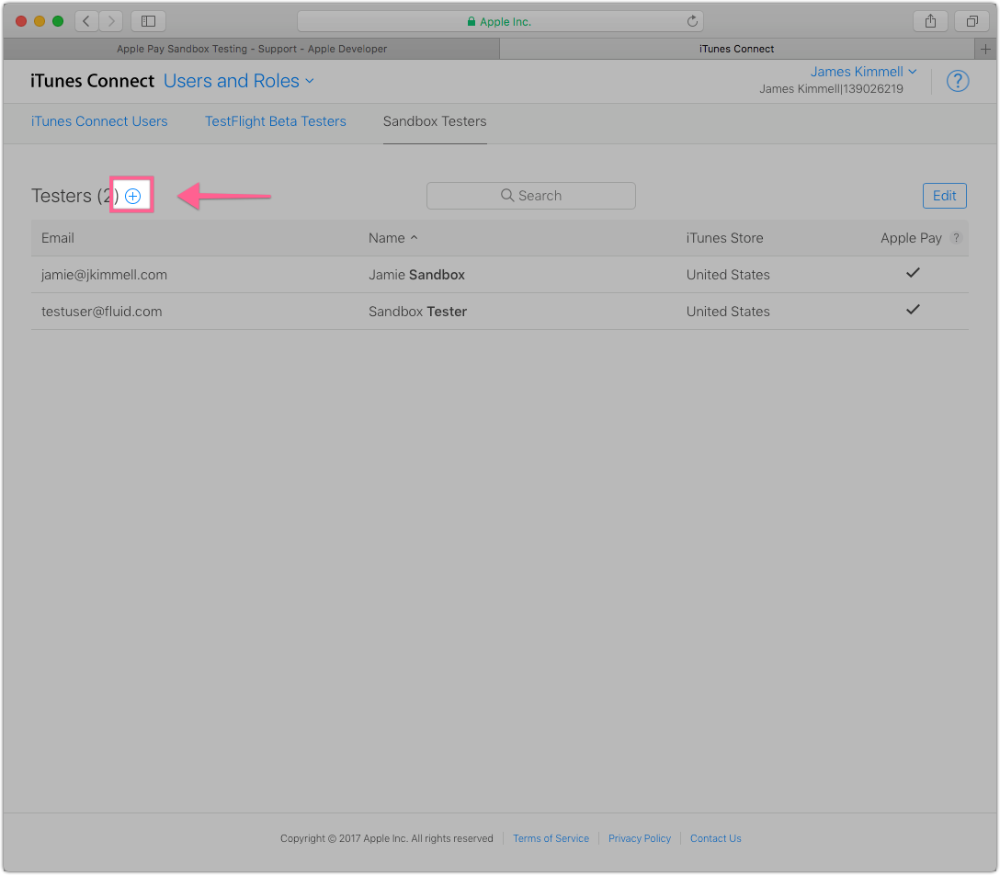 Apple Inc.
Apple Pay Sandbox Testing - Support - Apple Developer
iTunes Connect
iTunes Connect Users and Roles
James Kimmell
James Kimmell|139026219
?
iTunes Connect Users
TestFlight Beta Testers
Sandbox Testers
Testers (2)
Search
Edit
Email Name iTunes Store Apple Pay ?
jamie@jkimmell.com Jamie Sandbox United States
testuser@fluid.com Sandbox Tester United States
Copyright © 2017 Apple Inc. All rights reserved Terms of Service Privacy Policy Contact Us